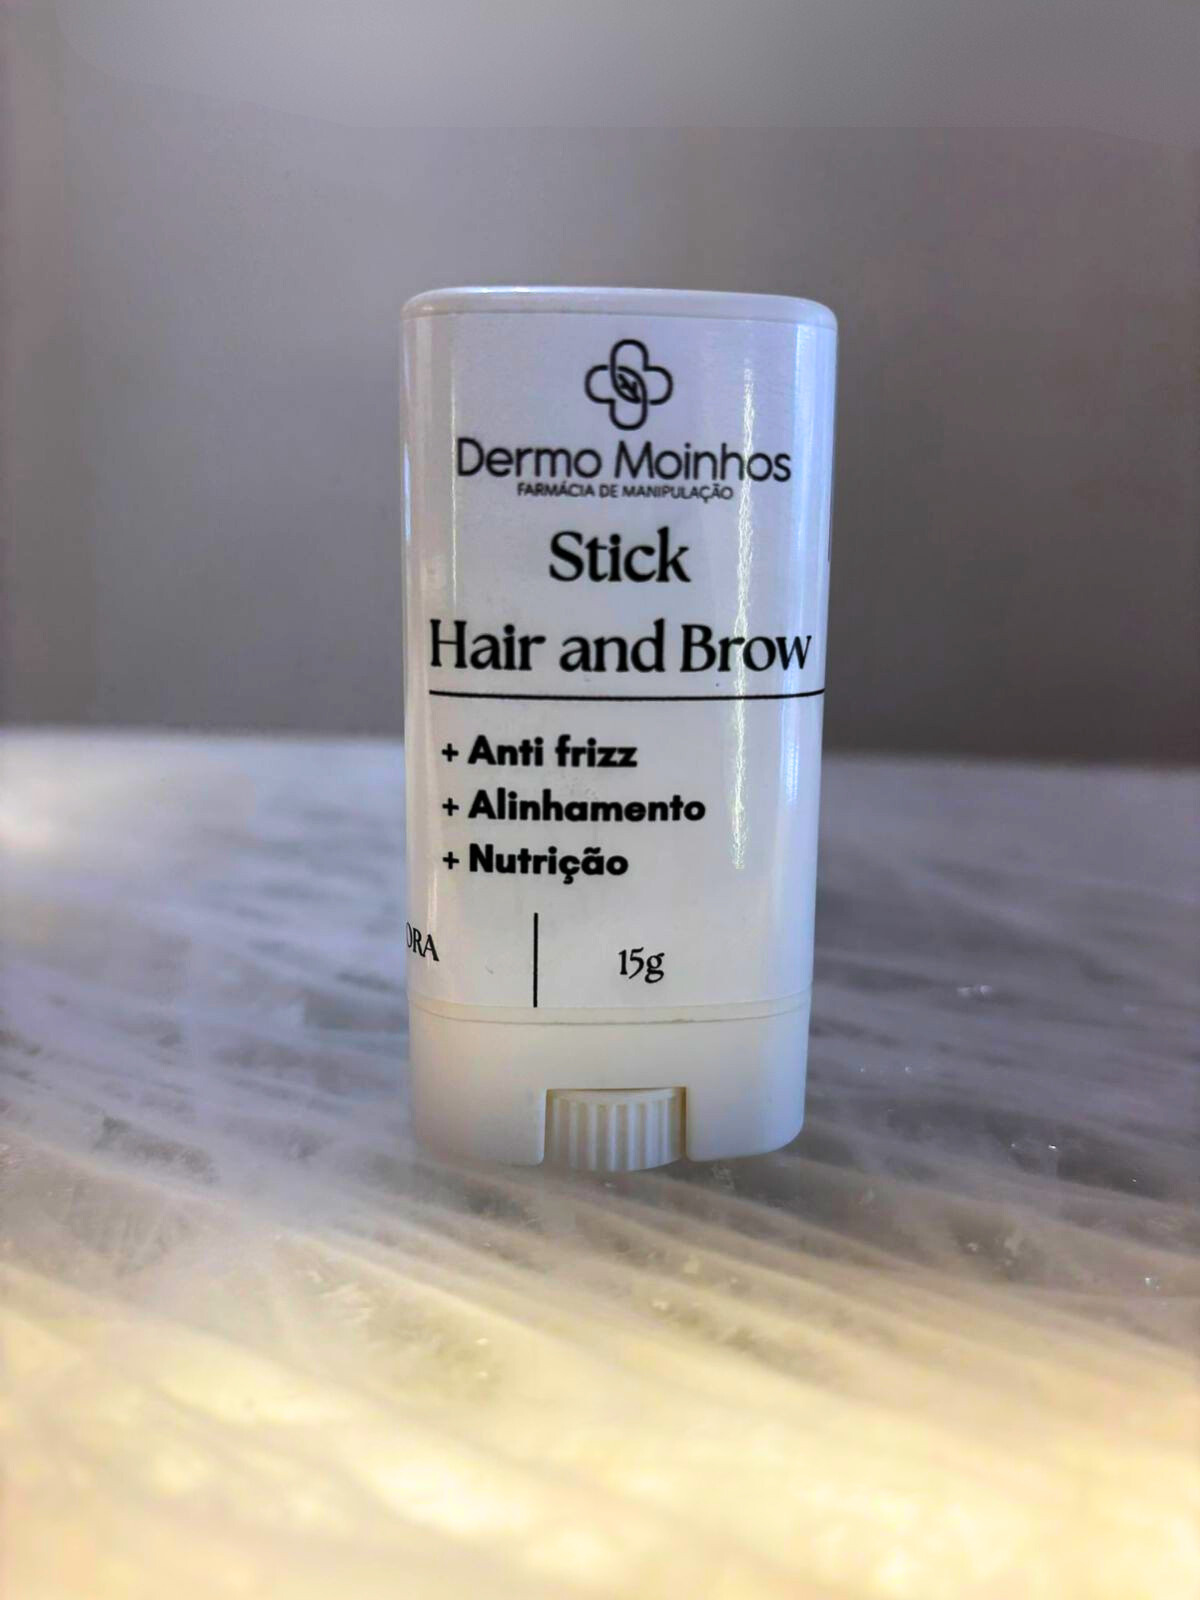 Dermo Moinhos
FARMÁCIA DE MANIPULAÇÃO
Stick
Hair and Brow
+ Anti frizz
+ Alinhamento
+ Nutrição
15g